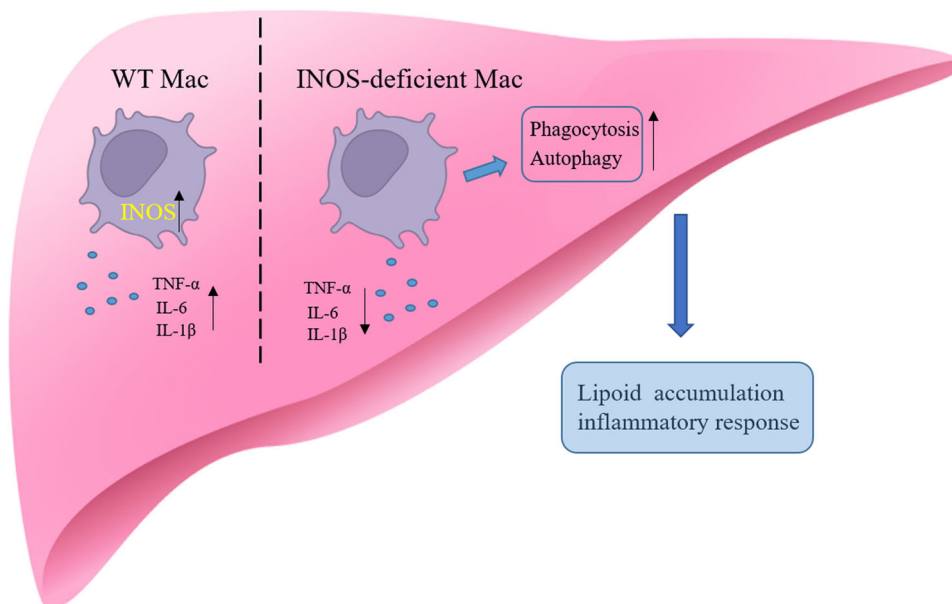 WT Mac
INOS
TNF-α
IL-6
IL-1β
INOS-deficient Mac
Phagocytosis
Autophagy
TNF-α
IL-6
IL-1β
Lipoid accumulation
inflammatory response